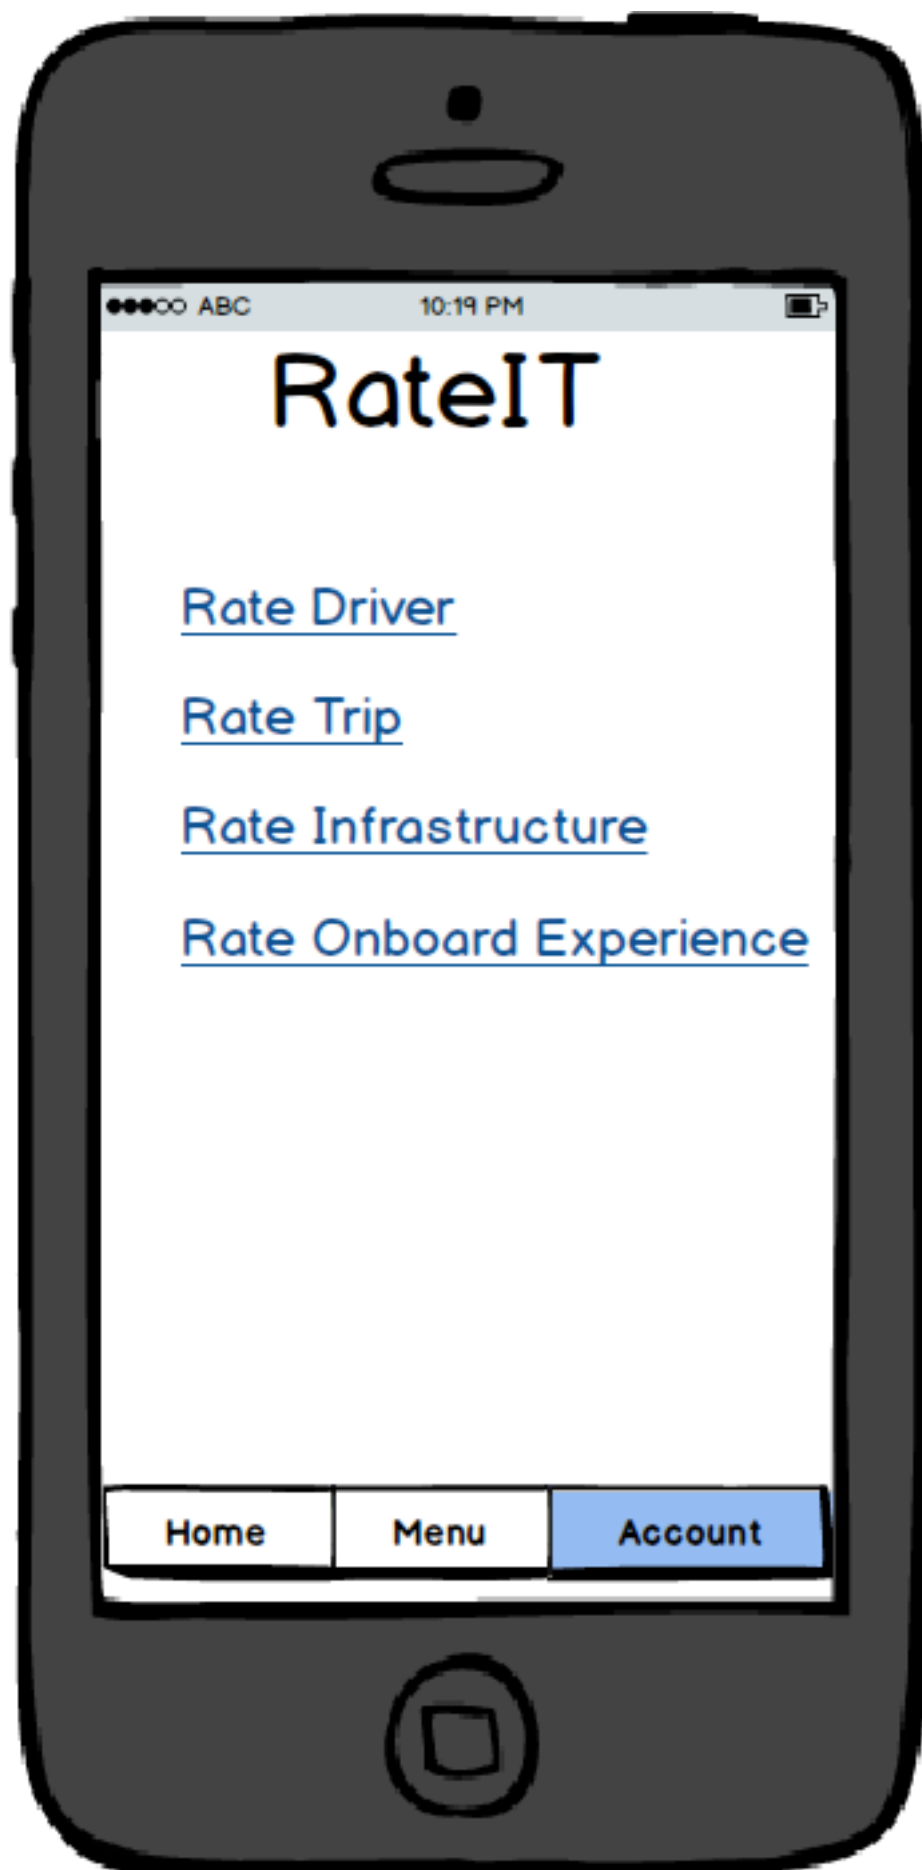 ABC 10:19 PM
RateIT
Rate Driver
Rate Trip
Rate Infrastructure
Rate Onboard Experience
Home Menu Account